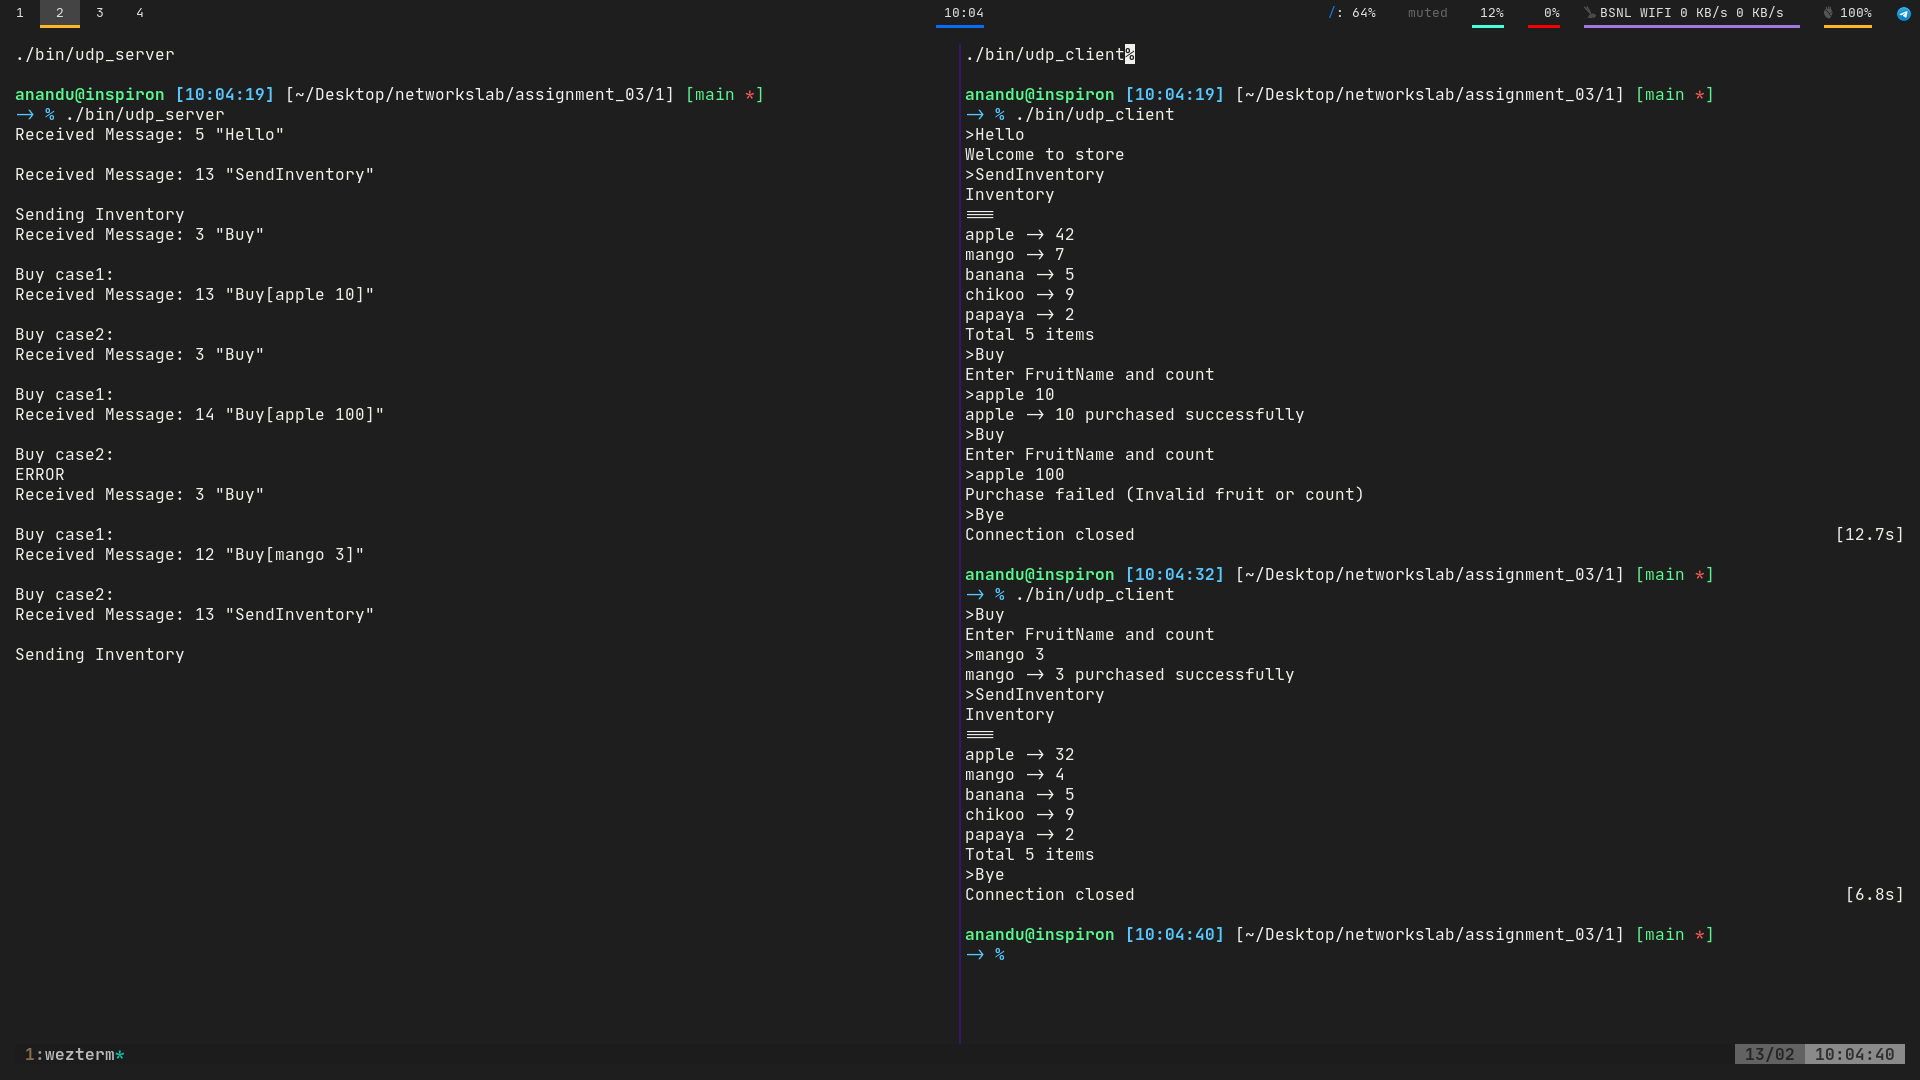 1 2 3 4 10:04 /: 64% muted 12% 0% BSNL WIFI 0 KB/s 0 KB/s 100%
./bin/udp_server
anandu@inspiron [10:04:19] [~/Desktop/networkslab/assignment_03/1] [main *]
→ % ./bin/udp_server
Received Message: 5 "Hello"
Received Message: 13 "SendInventory"
Sending Inventory
Received Message: 3 "Buy"
Buy case1:
Received Message: 13 "Buy[apple 10]"
Buy case2:
Received Message: 3 "Buy"
Buy case1:
Received Message: 14 "Buy[apple 100]"
Buy case2:
ERROR
Received Message: 3 "Buy"
Buy case1:
Received Message: 12 "Buy[mango 3]"
Buy case2:
Received Message: 13 "SendInventory"
Sending Inventory
./bin/udp_client%
anandu@inspiron [10:04:19] [~/Desktop/networkslab/assignment_03/1] [main *]
→ % ./bin/udp_client
>Hello
Welcome to store
>SendInventory
Inventory
===
apple → 42
mango → 7
banana → 5
chikoo → 9
papaya → 2
Total 5 items
>Buy
Enter FruitName and count
>apple 10
apple → 10 purchased successfully
>Buy
Enter FruitName and count
>apple 100
Purchase failed (Invalid fruit or count)
>Bye
Connection closed [12.7s]
anandu@inspiron [10:04:32] [~/Desktop/networkslab/assignment_03/1] [main *]
→ % ./bin/udp_client
>Buy
Enter FruitName and count
>mango 3
mango → 3 purchased successfully
>SendInventory
Inventory
===
apple → 32
mango → 4
banana → 5
chikoo → 9
papaya → 2
Total 5 items
>Bye
Connection closed [6.8s]
anandu@inspiron [10:04:40] [~/Desktop/networkslab/assignment_03/1] [main *]
→ %
1:wezterm* 13/02 10:04:40